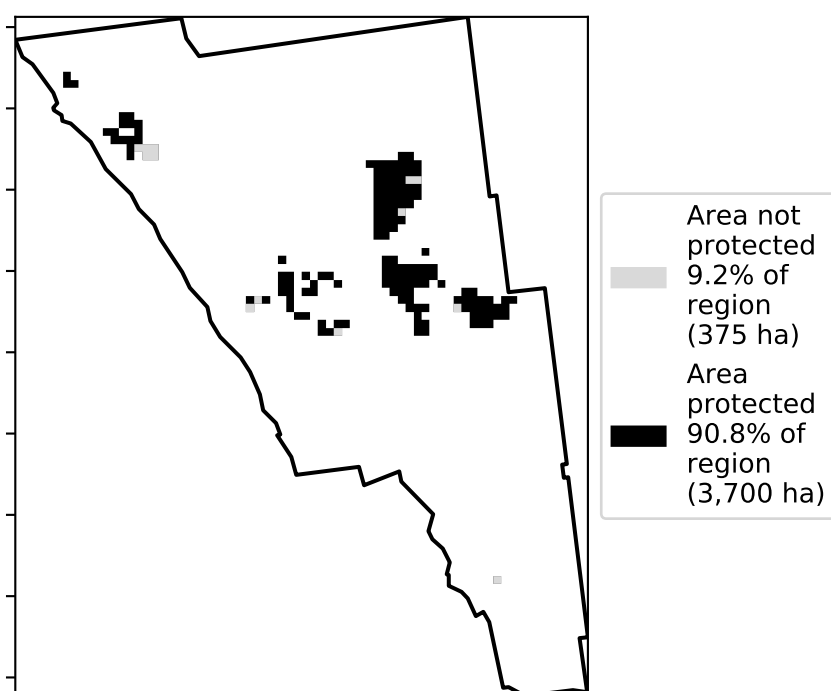 Area not
protected
9.2% of
region
(375 ha)
Area
protected
90.8% of
region
(3,700 ha)